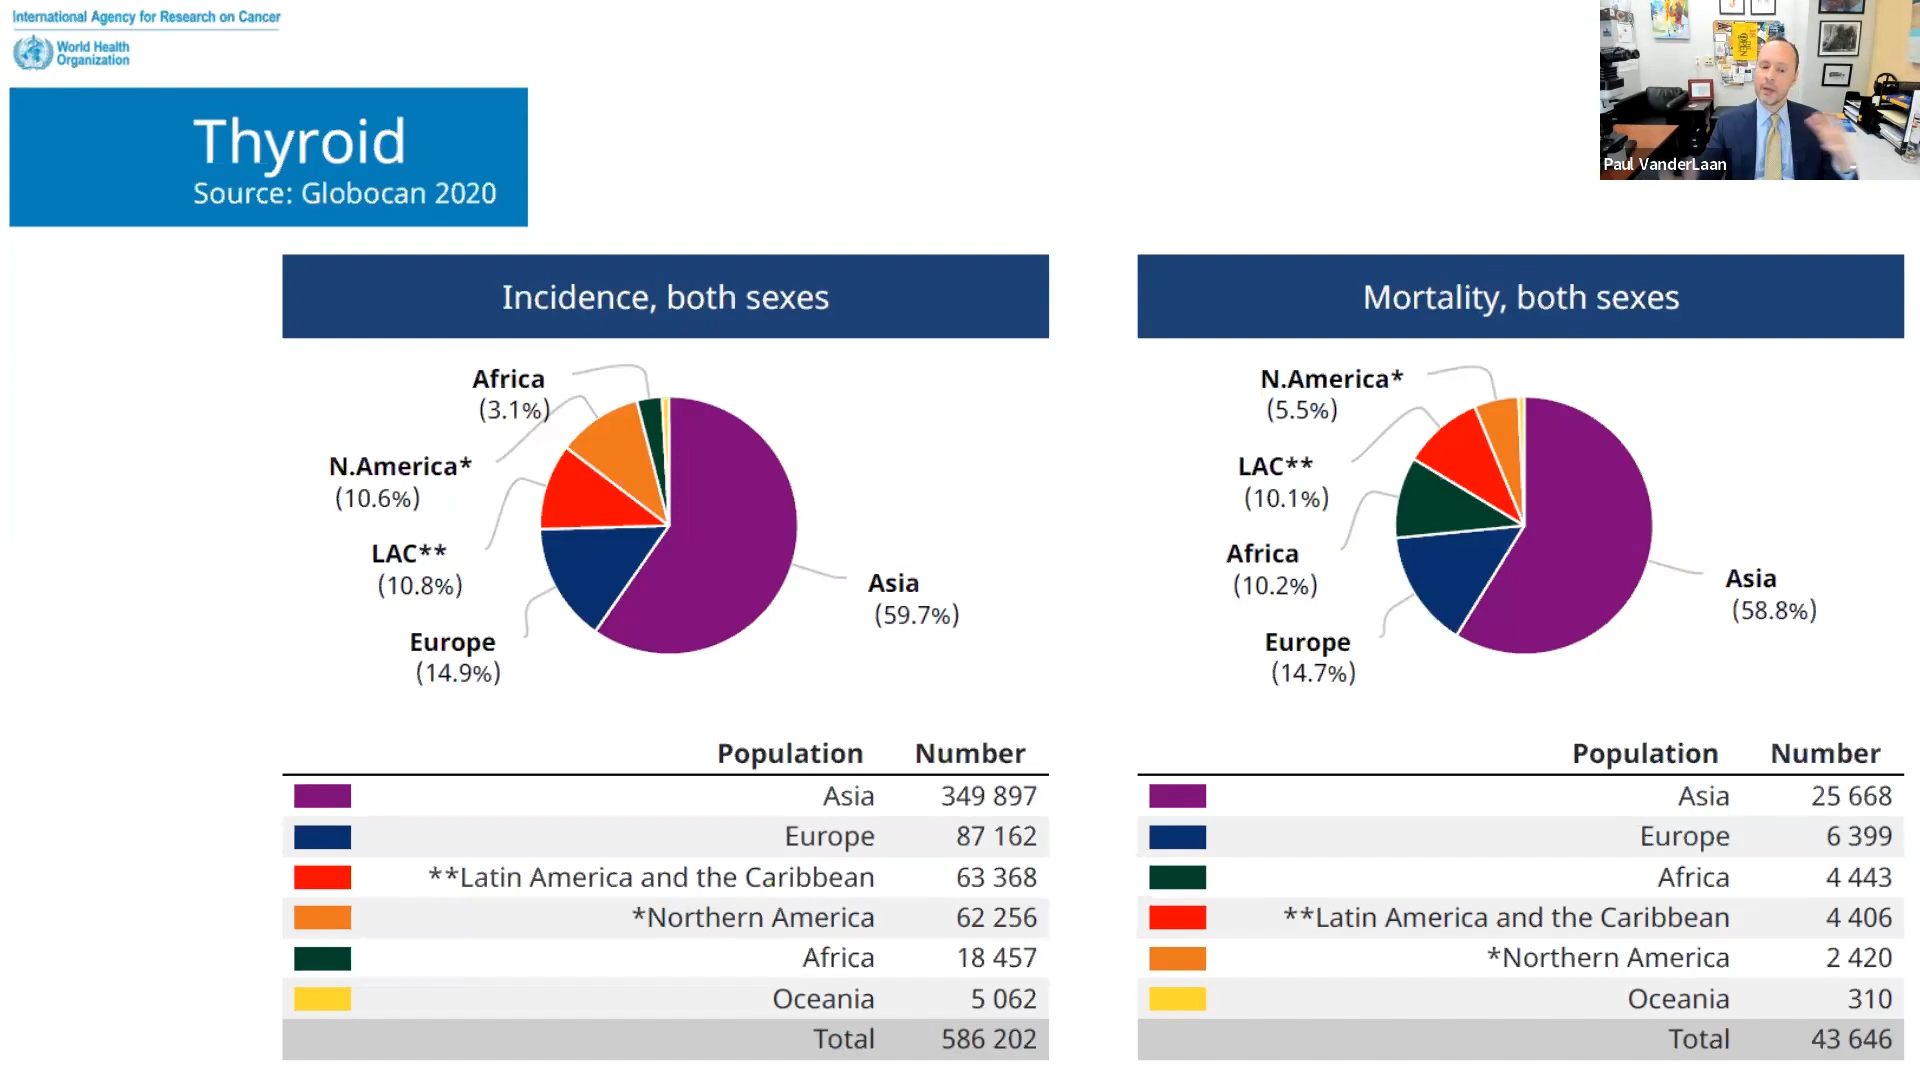 International Agency for Research on Cancer
World Health
Organization
Thyroid
Source: Globocan 2020
Paul VanderLaan
Incidence, both sexes
Africa
(3.1%)
N.America*
(10.6%)
LAC**
(10.8%)
Europe
(14.9%)
Asia
(59.7%)
Population Number
Asia 349 897
Europe 87 162
**Latin America and the Caribbean 63 368
*Northern America 62 256
Africa 18 457
Oceania 5 062
Total 586 202
Mortality, both sexes
N.America*
(5.5%)
LAC**
(10.1%)
Africa
(10.2%)
Europe
(14.7%)
Asia
(58.8%)
Population Number
Asia 25 668
Europe 6 399
Africa 4 443
**Latin America and the Caribbean 4 406
*Northern America 2 420
Oceania 310
Total 43 646